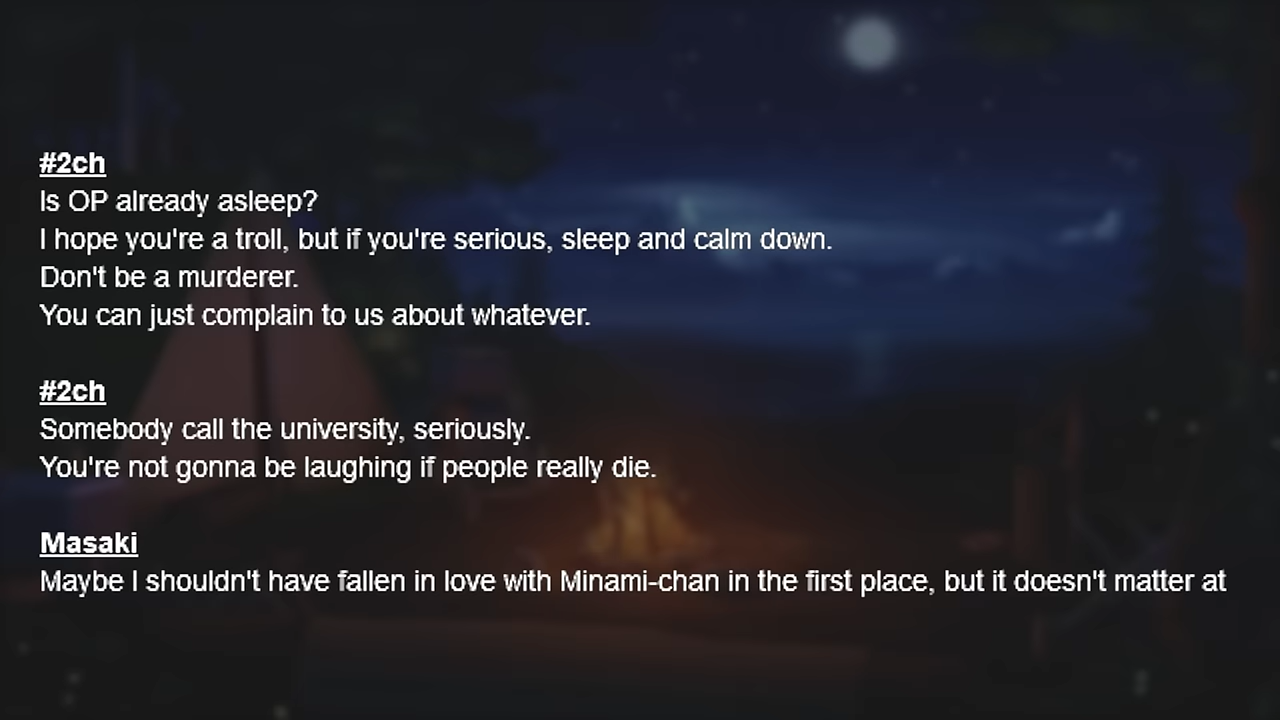 #2ch
Is OP already asleep?
I hope you're a troll, but if you're serious, sleep and calm down.
Don't be a murderer.
You can just complain to us about whatever.
#2ch
Somebody call the university, seriously.
You're not gonna be laughing if people really die.
Masaki
Maybe I shouldn't have fallen in love with Minami-chan in the first place, but it doesn't matter at